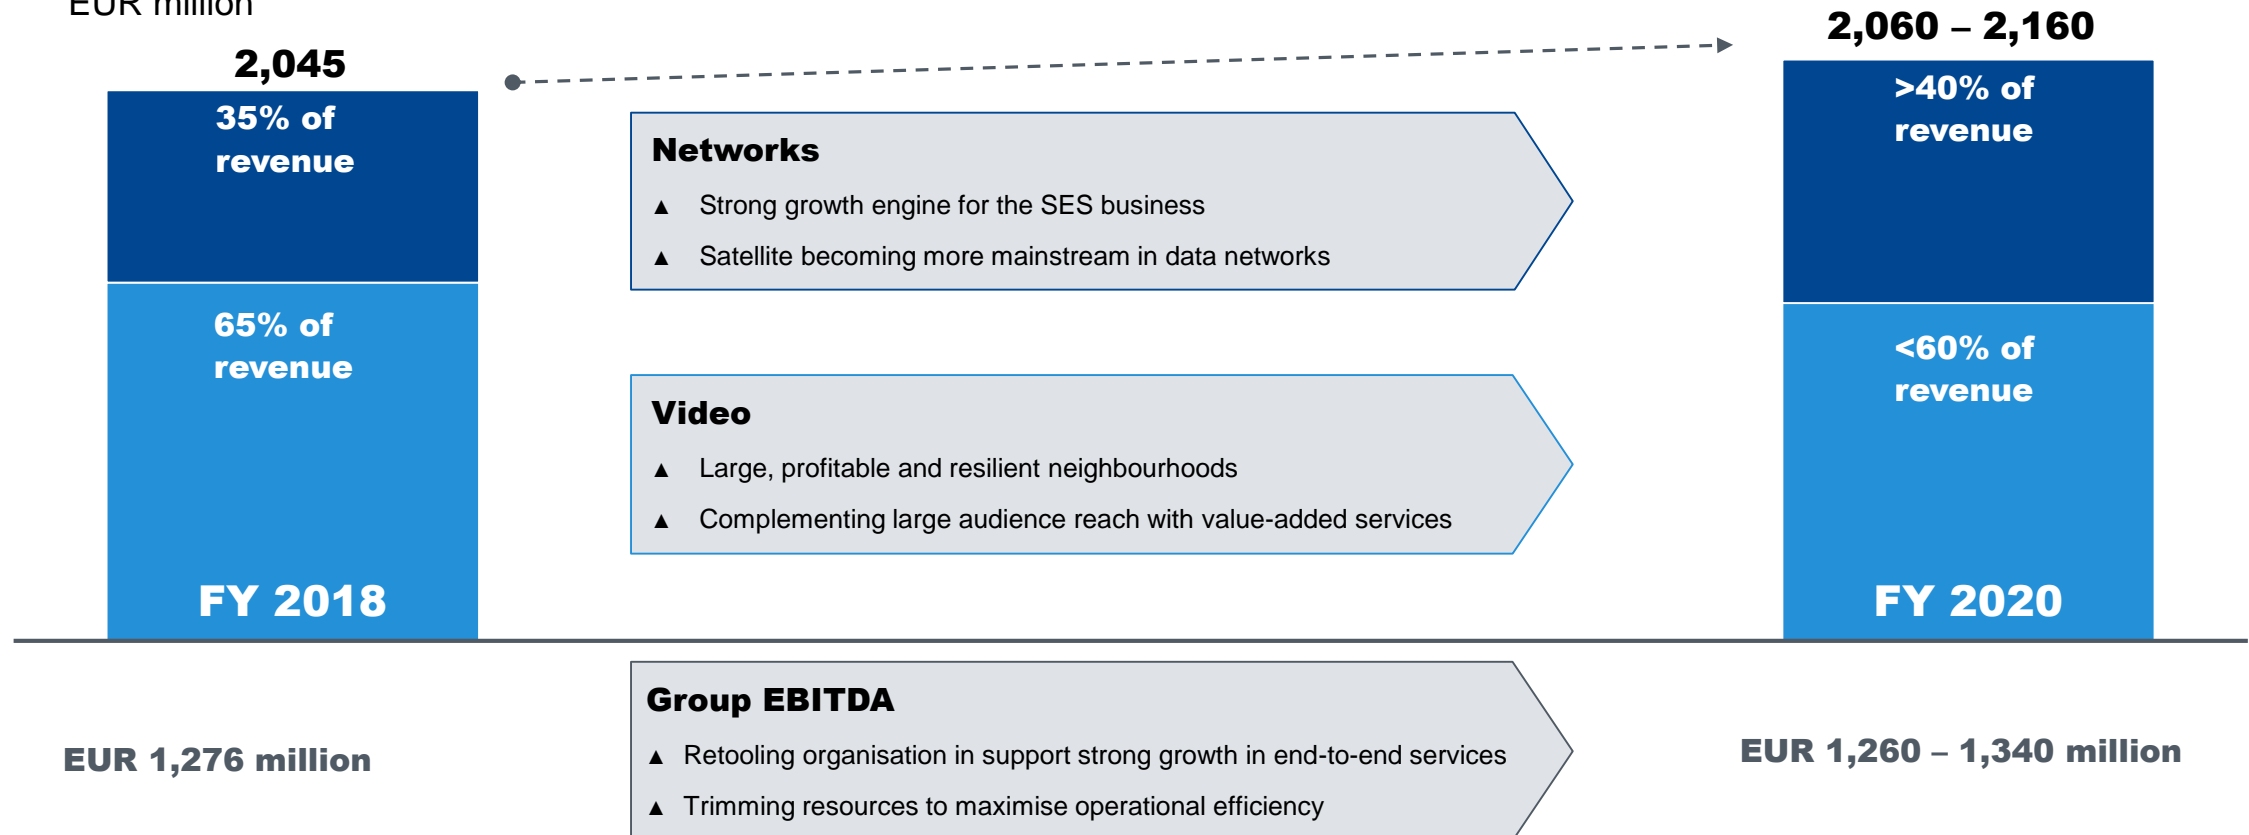 EUR million
2,045
35% of
revenue
65% of
revenue
FY 2018
Networks
▲ Strong growth engine for the SES business
▲ Satellite becoming more mainstream in data networks
Video
▲ Large, profitable and resilient neighbourhoods
▲ Complementing large audience reach with value-added services
2,060 – 2,160
>40% of
revenue
<60% of
revenue
FY 2020
EUR 1,276 million
Group EBITDA
▲ Retooling organisation in support strong growth in end-to-end services
▲ Trimming resources to maximise operational efficiency
EUR 1,260 – 1,340 million